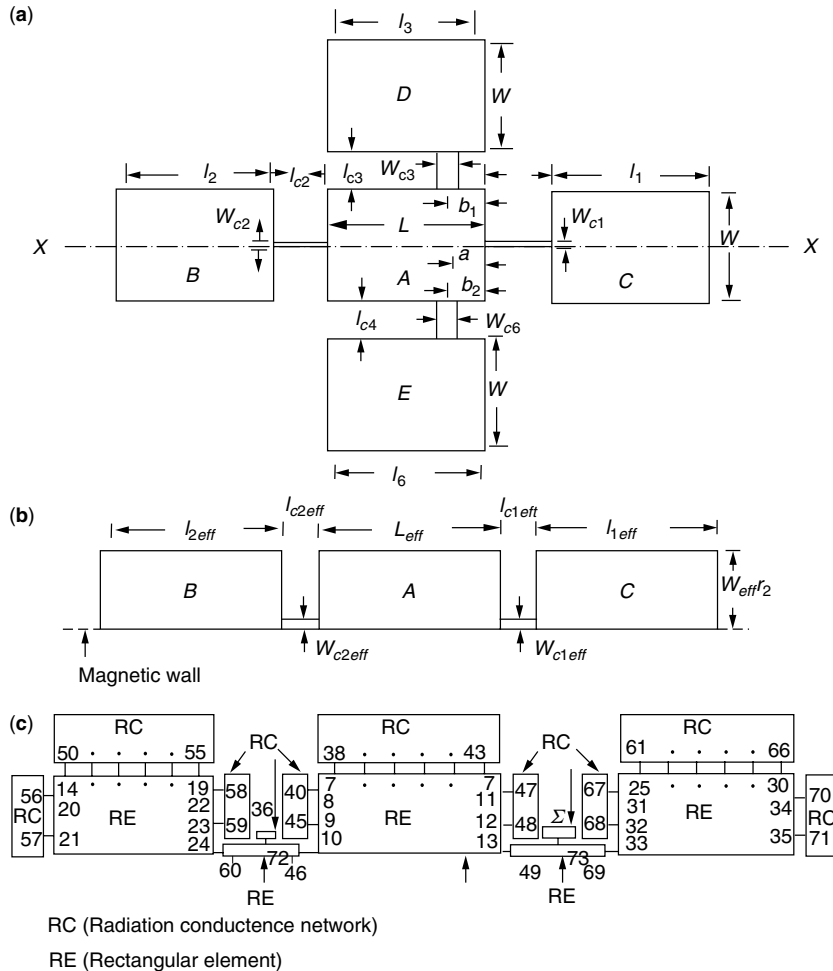 (a)
l3
D
W
lc3
Wc3
l2
lc2
l1
b1
Wc2
L
Wc1
X
W
X
a
B
A
b2
C
lc4
Wc6
E
W
l6
(b)
lc2eff
lc1eff
l2eff
Leff
l1eff
B
A
C
Weffr2
Wc2eff
Wc1eff
Magnetic wall
(c)
RC
RC
RC
50 55
RC
38 43
RC
61 66
56
14
19
58
40
7
7
47
67
25
30
70
20
RE
22
36
8
RE
11
Σ
31
RE
34
RC
RC
57
21
23
59
45
9
12
48
68
32
35
71
24
10
13
33
72
73
60
46
49
69
RE
RE
RC (Radiation conductence network)
RE (Rectangular element)